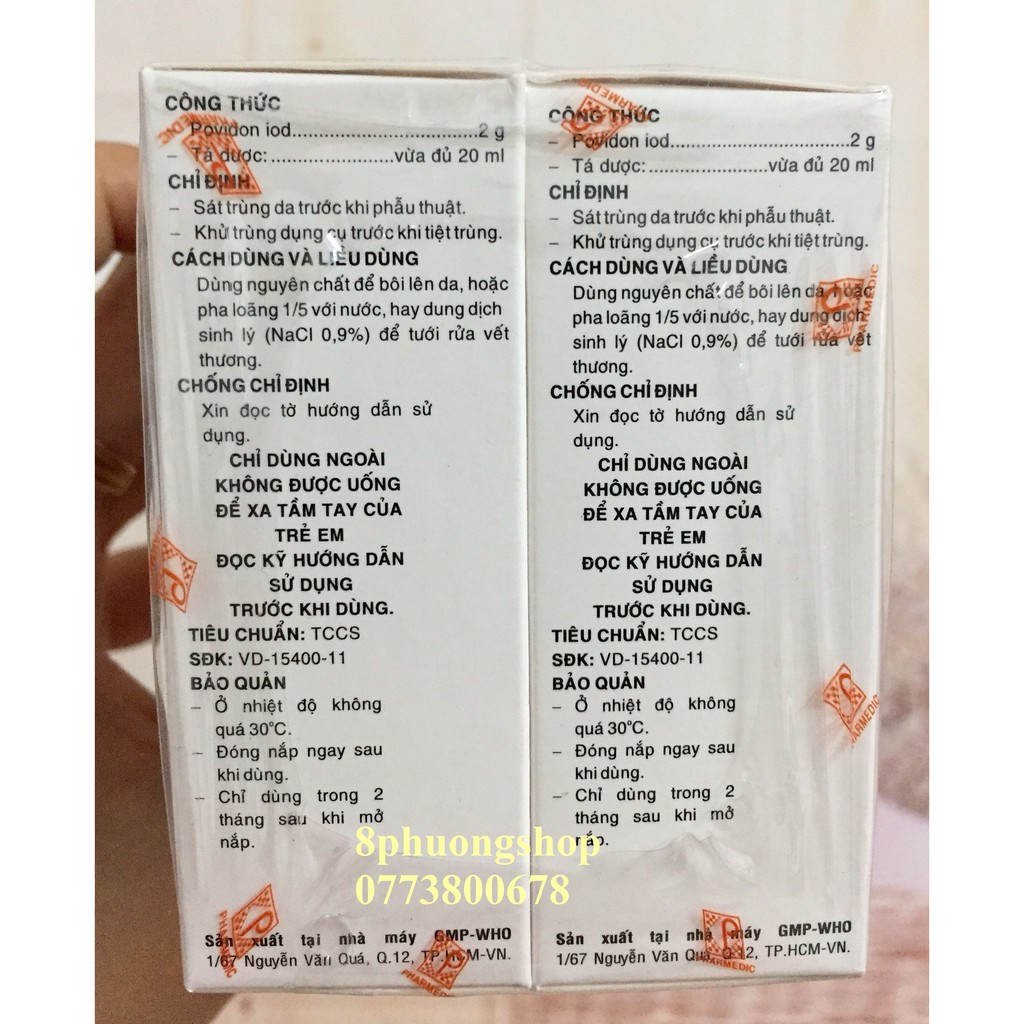 CÔNG THỨC
– Povidon iod..................................2 g
– Tá dược: .......................vừa đủ 20 ml
CHỈ ĐỊNH
– Sát trùng da trước khi phẫu thuật.
– Khử trùng dụng cụ trước khi tiệt trùng.
CÁCH DÙNG VÀ LIỀU DÙNG
Dùng nguyên chất để bôi lên da, hoặc
pha loãng 1/5 với nước, hay dung dịch
sinh lý (NaCl 0,9%) để tưới rửa vết
thương.
CHỐNG CHỈ ĐỊNH
Xin đọc tờ hướng dẫn sử
dụng.
CHỈ DÙNG NGOÀI
KHÔNG ĐƯỢC UỐNG
ĐỂ XA TẦM TAY CỦA
TRẺ EM
ĐỌC KỸ HƯỚNG DẪN
SỬ DỤNG
TRƯỚC KHI DÙNG.
TIÊU CHUẨN: TCCS
SĐK: VD-15400-11
BẢO QUẢN
– Ở nhiệt độ không
quá 30°C.
– Đóng nắp ngay sau
khi dùng.
– Chỉ dùng trong 2
tháng sau khi mở
nắp.
Sản xuất tại nhà máy GMP-WHO
1/67 Nguyễn Văn Quá, Q.12, TP.HCM-VN.
CÔNG THỨC
– Povidon iod..................................2 g
– Tá dược: .......................vừa đủ 20 ml
CHỈ ĐỊNH
– Sát trùng da trước khi phẫu thuật.
– Khử trùng dụng cụ trước khi tiệt trùng.
CÁCH DÙNG VÀ LIỀU DÙNG
Dùng nguyên chất để bôi lên da, hoặc
pha loãng 1/5 với nước, hay dung dịch
sinh lý (NaCl 0,9%) để tưới rửa vết
thương.
CHỐNG CHỈ ĐỊNH
Xin đọc tờ hướng dẫn sử
dụng.
CHỈ DÙNG NGOÀI
KHÔNG ĐƯỢC UỐNG
ĐỂ XA TẦM TAY CỦA
TRẺ EM
ĐỌC KỸ HƯỚNG DẪN
SỬ DỤNG
TRƯỚC KHI DÙNG.
TIÊU CHUẨN: TCCS
SĐK: VD-15400-11
BẢO QUẢN
– Ở nhiệt độ không
quá 30°C.
– Đóng nắp ngay sau
khi dùng.
– Chỉ dùng trong 2
tháng sau khi mở
nắp.
Sản xuất tại nhà máy GMP-WHO
1/67 Nguyễn Văn Quá, Q.12, TP.HCM-VN.
8phuongshop
0773800678
PHARMEDIC
PHARMEDIC
PHARMEDIC
PHARMEDIC
PHARMEDIC
PHARMEDIC
PHARMEDIC